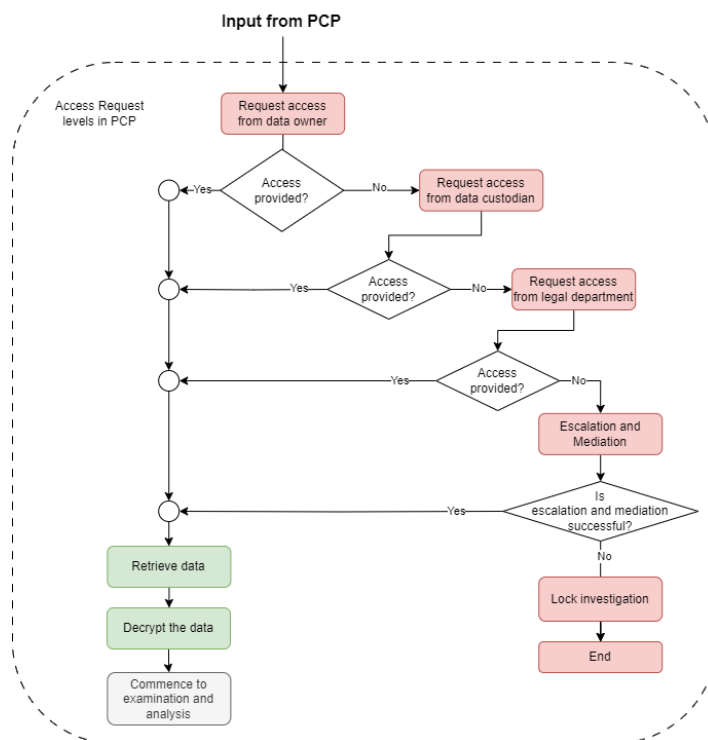 Input from PCP
Access Request
levels in PCP
Request access
from data owner
Access
provided?
Yes
No
Request access
from data custodian
Access
provided?
Yes
No
Request access
from legal department
Access
provided?
Yes
No
Escalation and
Mediation
Is
escalation and mediation
successful?
Yes
No
Retrieve data
Lock investigation
Decrypt the data
End
Commence to
examination and
analysis